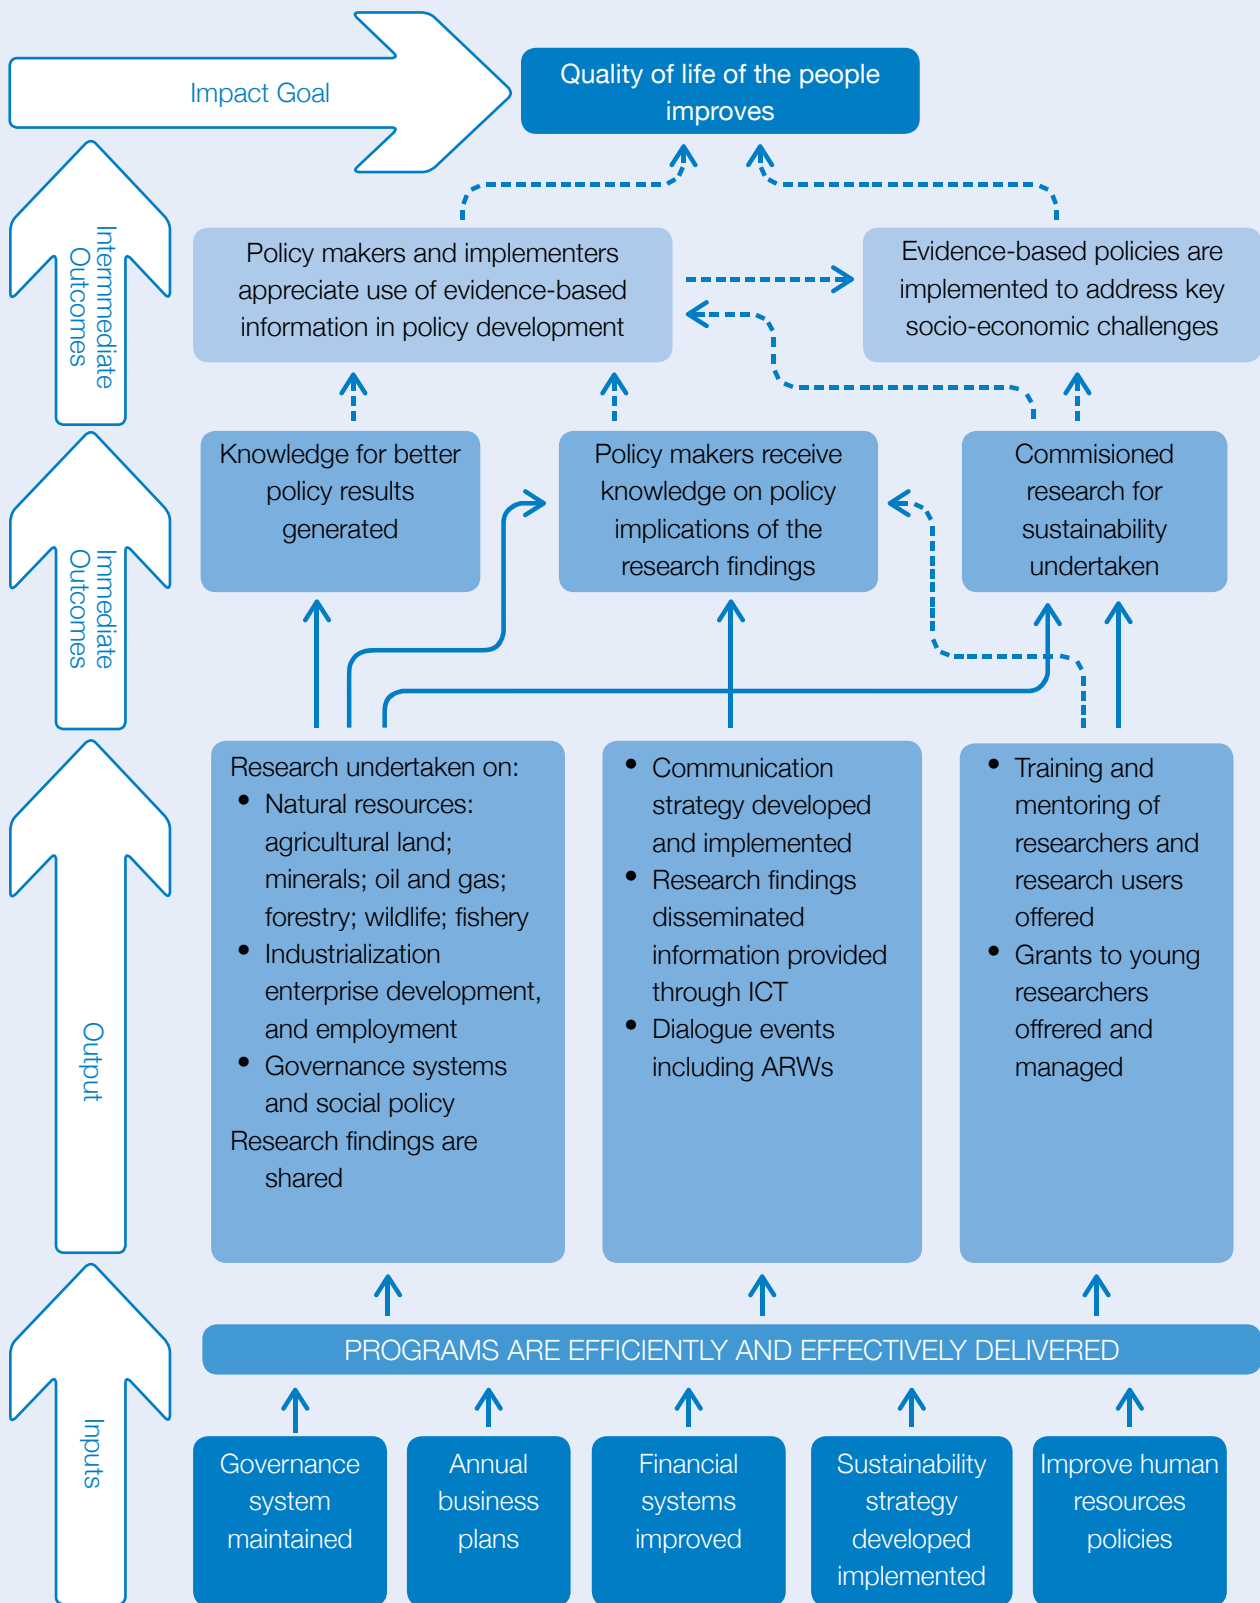 Impact Goal
Quality of life of the people
improves
Intermmediate
Outcomes
Policy makers and implementers
appreciate use of evidence-based
information in policy development
Evidence-based policies are
implemented to address key
socio-economic challenges
Immediate
Outcomes
Knowledge for better
policy results
generated
Policy makers receive
knowledge on policy
implications of the
research findings
Commisioned
research for
sustainability
undertaken
Output
Research undertaken on:
• Natural resources:
agricultural land;
minerals; oil and gas;
forestry; wildlife; fishery
• Industrialization
enterprise development,
and employment
• Governance systems
and social policy
Research findings are
shared
• Communication
strategy developed
and implemented
• Research findings
disseminated
information provided
through ICT
• Dialogue events
including ARWs
• Training and
mentoring of
researchers and
research users
offered
• Grants to young
researchers
offrered and
managed
Inputs
PROGRAMS ARE EFFICIENTLY AND EFFECTIVELY DELIVERED
Governance
system
maintained
Annual
business
plans
Financial
systems
improved
Sustainability
strategy
developed
implemented
Improve human
resources
policies